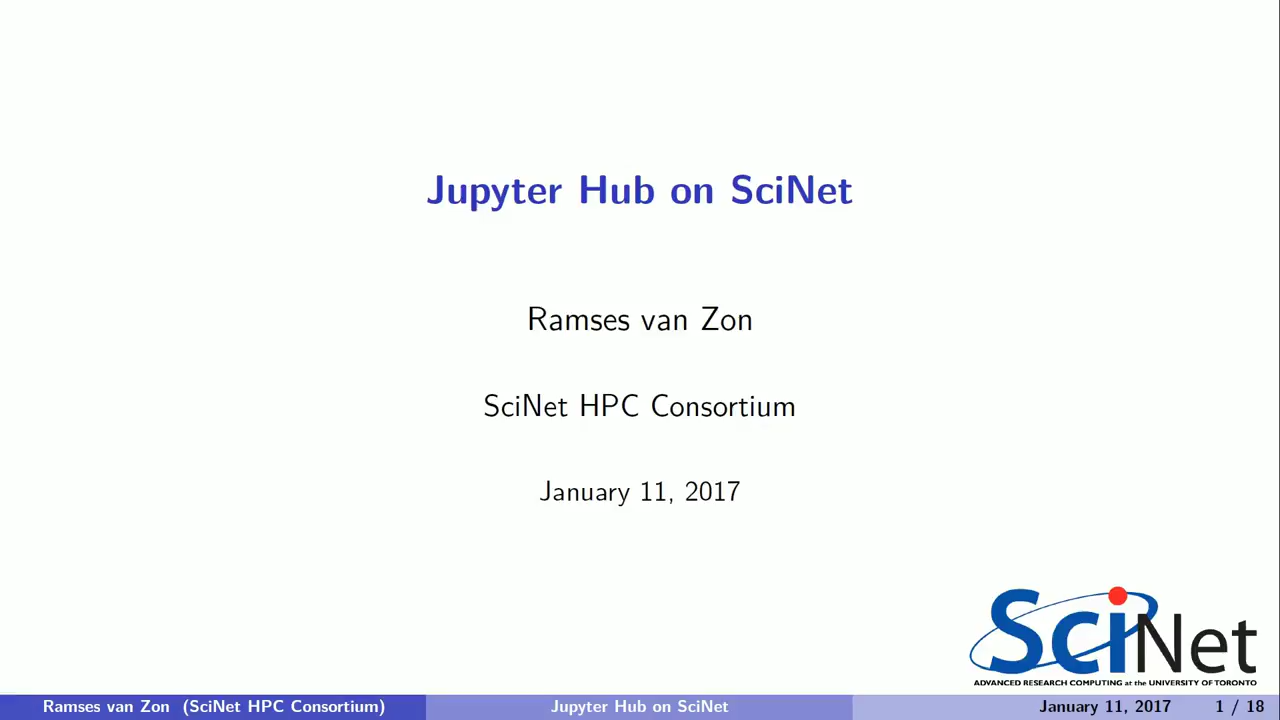 Jupyter Hub on SciNet
Ramses van Zon
SciNet HPC Consortium
January 11, 2017
SciNet
ADVANCED RESEARCH COMPUTING at the UNIVERSITY OF TORONTO
Ramses van Zon (SciNet HPC Consortium) Jupyter Hub on SciNet January 11, 2017 1 / 18